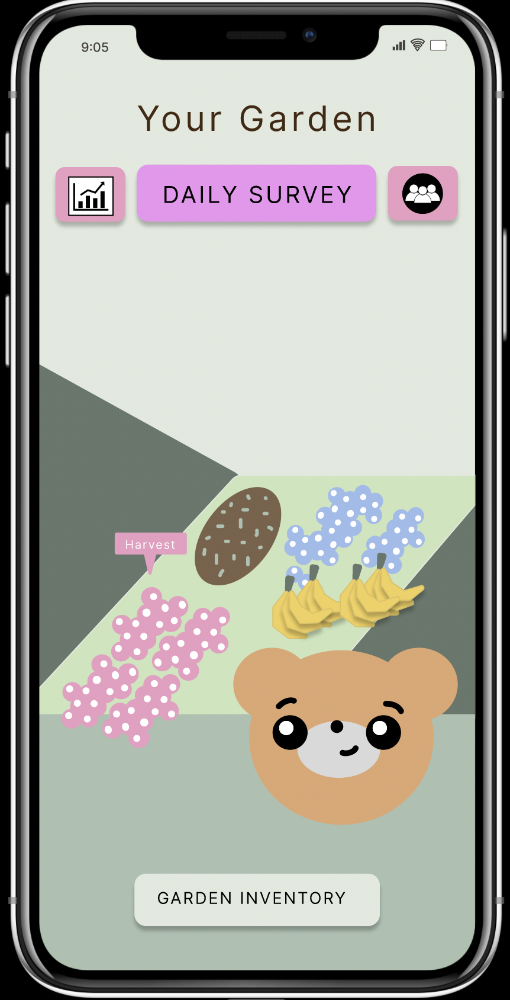 9:05
Your Garden
DAILY SURVEY
Harvest
GARDEN INVENTORY